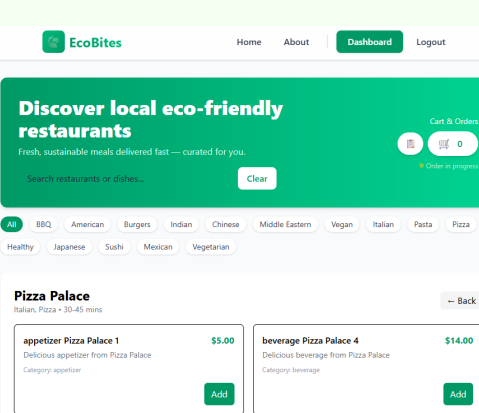 EcoBites
Home About Dashboard Logout
Discover local eco-friendly
restaurants
Fresh, sustainable meals delivered fast — curated for you.
Search restaurants or dishes...
Clear
Cart & Orders
0
Order in progress
All BBQ American Burgers Indian Chinese Middle Eastern Vegan Italian Pasta Pizza
Healthy Japanese Sushi Mexican Vegetarian
Pizza Palace
Italian, Pizza • 30-45 mins
← Back
appetizer Pizza Palace 1 $5.00
Delicious appetizer from Pizza Palace
Category: appetizer
Add
beverage Pizza Palace 4 $14.00
Delicious beverage from Pizza Palace
Category: beverage
Add